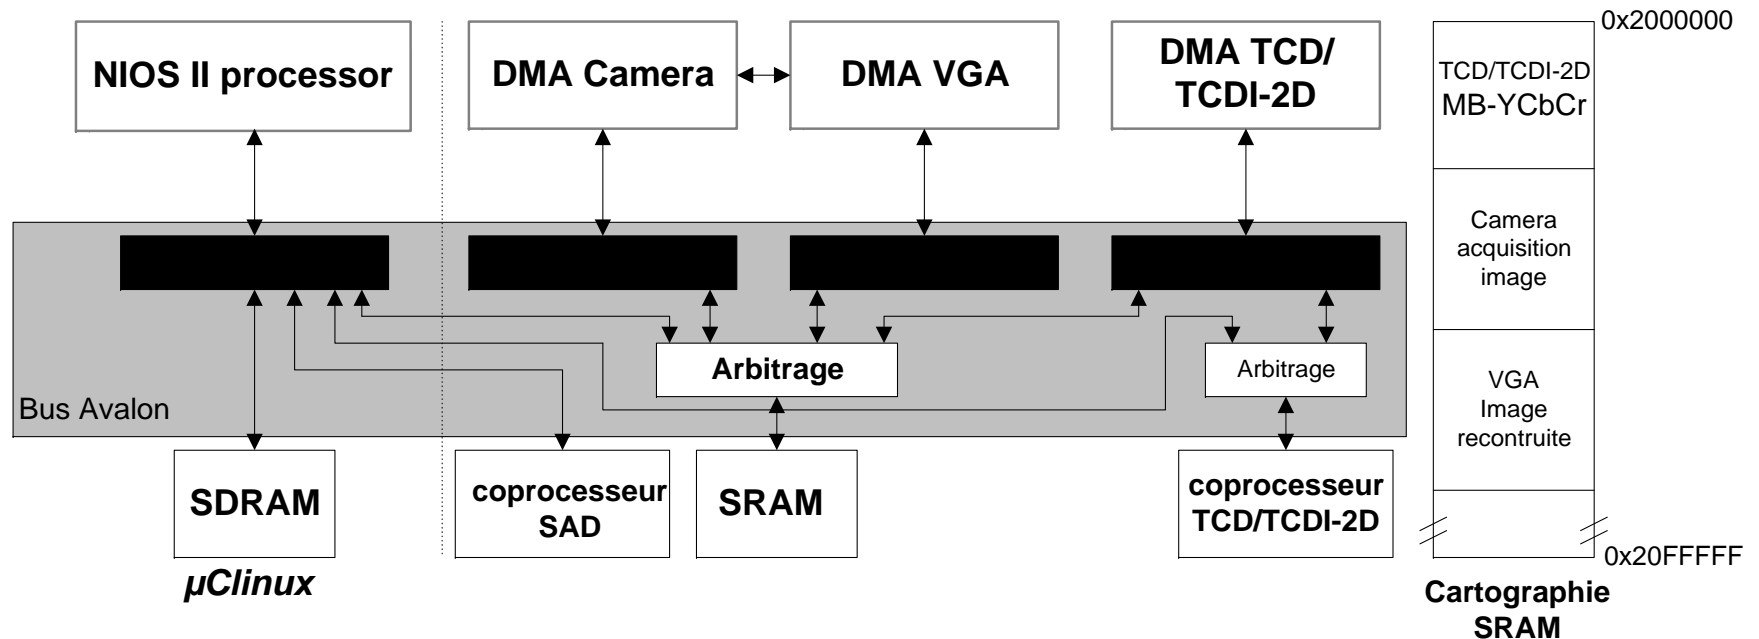 NIOS II processor
DMA Camera
DMA VGA
DMA TCD/
TCDI-2D
0x2000000
TCD/TCDI-2D
MB-YCbCr
Camera
acquisition
image
VGA
Image
recontruite
0x20FFFFF
Cartographie
SRAM
Arbitrage
Arbitrage
Bus Avalon
SDRAM
µClinux
coprocesseur
SAD
SRAM
coprocesseur
TCD/TCDI-2D